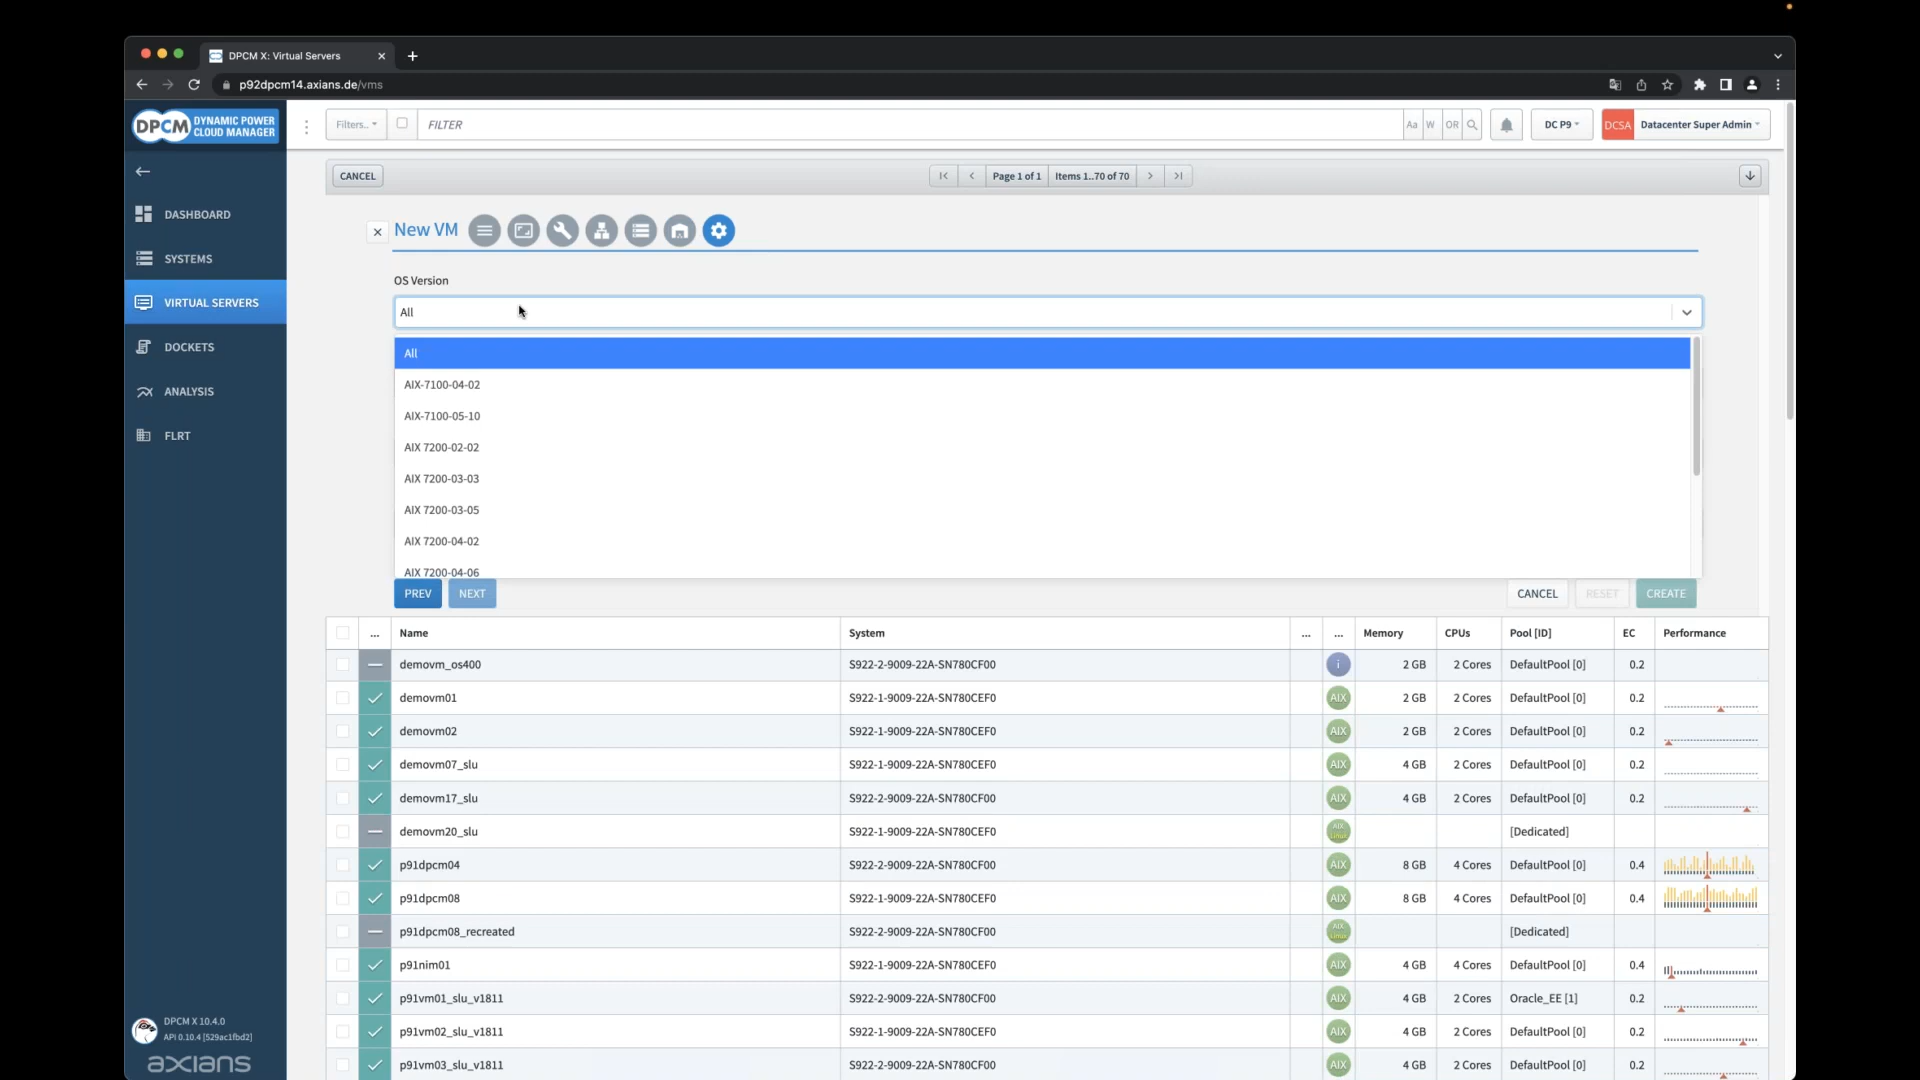 DPCM X: Virtual Servers
p92dpcm14.axians.de/vms
DPCM DYNAMIC POWER CLOUD MANAGER
Filters..
FILTER
Aa W OR
DC P9
DCSA Datacenter Super Admin
CANCEL
Page 1 of 1 Items 1..70 of 70
DASHBOARD
SYSTEMS
VIRTUAL SERVERS
DOCKETS
ANALYSIS
FLRT
New VM
OS Version
All
All
AIX-7100-04-02
AIX-7100-05-10
AIX 7200-02-02
AIX 7200-03-03
AIX 7200-03-05
AIX 7200-04-02
AIX 7200-04-06
PREV NEXT CANCEL RESET CREATE
... Name System ... ... Memory CPUs Pool [ID] EC Performance
demovm_os400 S922-2-9009-22A-SN780CF00 i 2 GB 2 Cores DefaultPool [0] 0.2
demovm01 S922-1-9009-22A-SN780CEF0 AIX 2 GB 2 Cores DefaultPool [0] 0.2
demovm02 S922-1-9009-22A-SN780CEF0 AIX 2 GB 2 Cores DefaultPool [0] 0.2
demovm07_slu S922-1-9009-22A-SN780CEF0 AIX 4 GB 2 Cores DefaultPool [0] 0.2
demovm17_slu S922-2-9009-22A-SN780CF00 AIX 4 GB 2 Cores DefaultPool [0] 0.2
demovm20_slu S922-1-9009-22A-SN780CEF0 AIX Linux [Dedicated]
p91dpcm04 S922-2-9009-22A-SN780CF00 AIX 8 GB 4 Cores DefaultPool [0] 0.4
p91dpcm08 S922-1-9009-22A-SN780CEF0 AIX 8 GB 4 Cores DefaultPool [0] 0.4
p91dpcm08_recreated S922-2-9009-22A-SN780CF00 AIX Linux [Dedicated]
p91nim01 S922-1-9009-22A-SN780CEF0 AIX 4 GB 4 Cores DefaultPool [0] 0.4
p91vm01_slu_v1811 S922-2-9009-22A-SN780CF00 AIX 4 GB 2 Cores Oracle_EE [1] 0.2
p91vm02_slu_v1811 S922-2-9009-22A-SN780CF00 AIX 4 GB 2 Cores DefaultPool [0] 0.2
p91vm03_slu_v1811 S922-2-9009-22A-SN780CF00 AIX 4 GB 2 Cores DefaultPool [0] 0.2
DPCM X 10.4.0
API 0.10.4 [529ac1fbd2]
axians